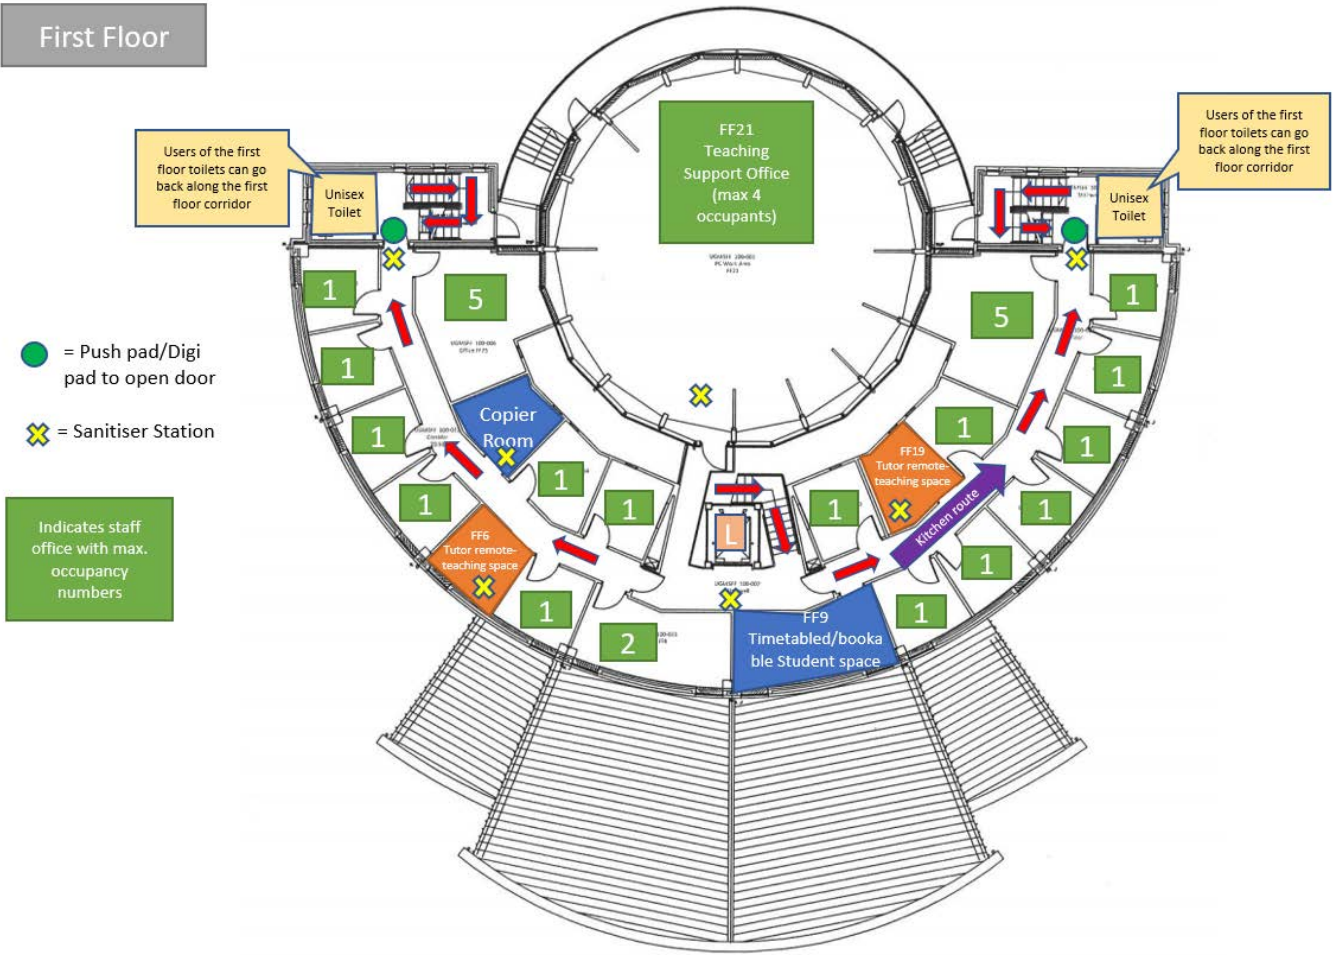 First Floor
Users of the first
floor toilets can go
back along the first
floor corridor
Unisex
Toilet
FF21
Teaching
Support Office
(max 4
occupants)
Users of the first
floor toilets can go
back along the first
floor corridor
Unisex
Toilet
1
5
5
1
= Push pad/Digi
pad to open door
1
1
= Sanitiser Station
1
Copier
Room
1
1
1
FF19
Tutor remote-
teaching space
1
1
1
1
1
Kitchen route
Indicates staff
office with max.
occupancy
numbers
FF6
Tutor remote-
teaching space
L
1
1
1
2
FF9
Timetabled/booka
ble Student space